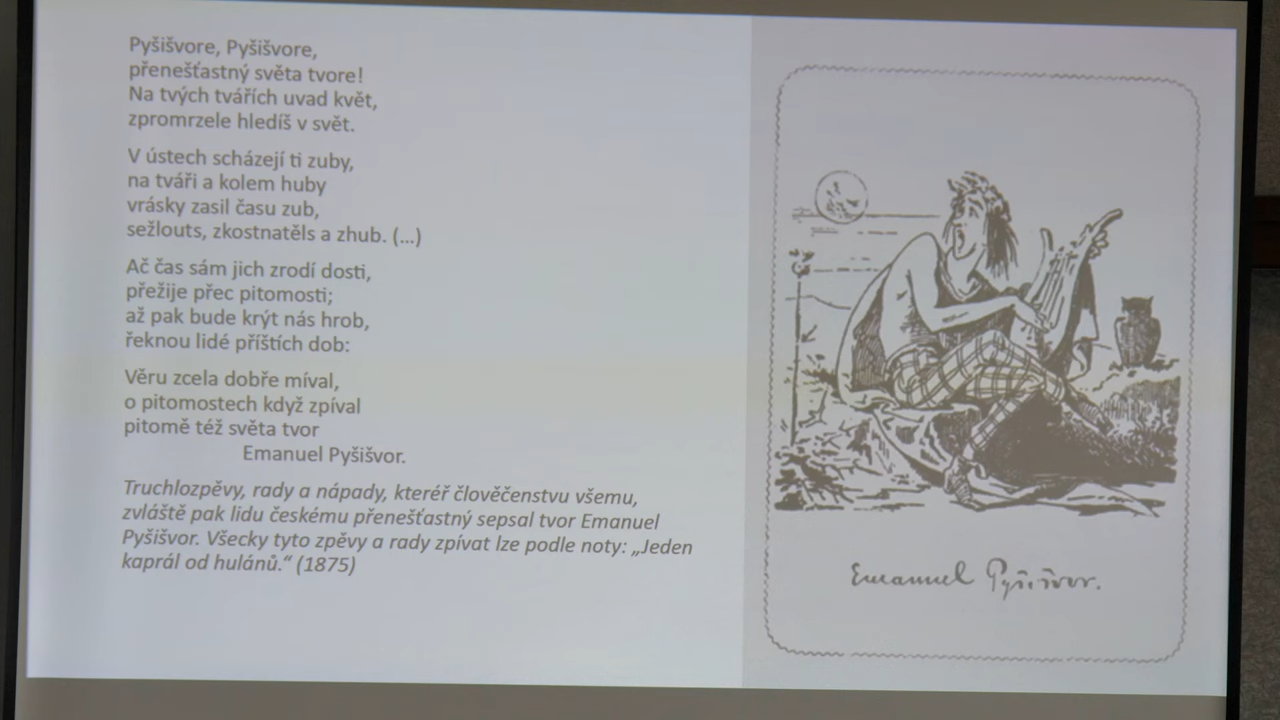 Pyšišvore, Pyšišvore,
přenešťastný světa tvore!
Na tvých tvářích uvad květ,
zpromrzele hledíš v svět.
V ústech scházejí ti zuby,
na tváři a kolem huby
vrásky zasil času zub,
sežlouts, zkostnatěls a zhub. (...)
Ač čas sám jich zrodí dosti,
přežije přec pitomosti;
až pak bude krýt nás hrob,
řeknou lidé příštích dob:
Věru zcela dobře míval,
o pitomostech když zpíval
pitomě též světa tvor
Emanuel Pyšišvor.
Truchlozpěvy, rady a nápady, kteréř člověčenstvu všemu,
zvláště pak lidu českému přenešťastný sepsal tvor Emanuel
Pyšišvor. Všecky tyto zpěvy a rady zpívat lze podle noty: „Jeden
kaprál od hulánů.“ (1875)
Emanuel Pyšišvor.